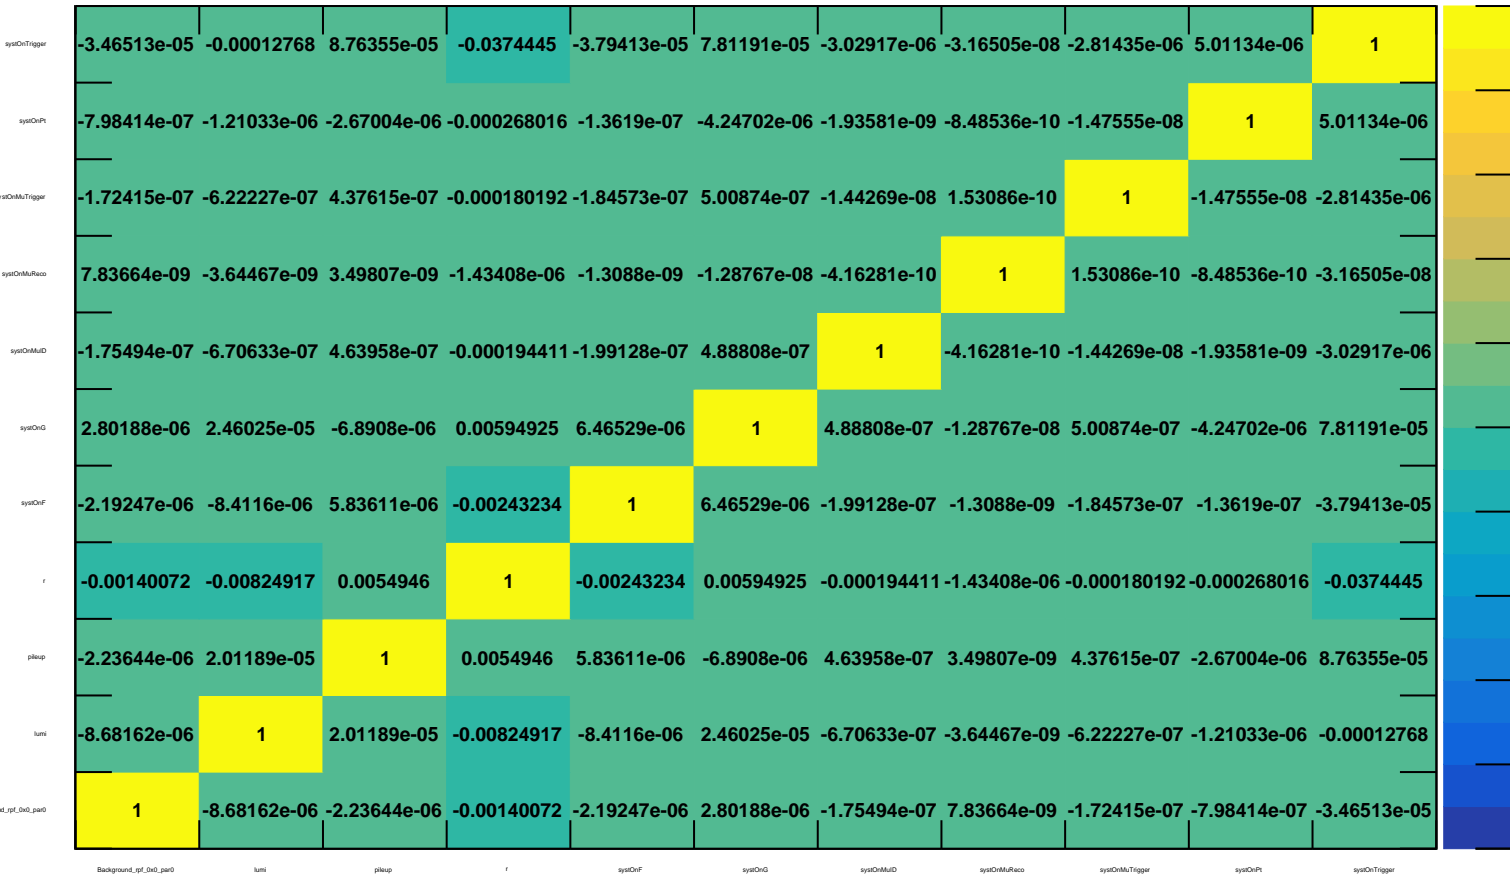 systOnTrigger -3.46513e-05 -0.00012768 8.76355e-05 -0.0374445 -3.79413e-05 7.81191e-05 -3.02917e-06 -3.16505e-08 -2.81435e-06 5.01134e-06 1
systOnPt -7.98414e-07 -1.21033e-06 -2.67004e-06 -0.000268016 -1.3619e-07 -4.24702e-06 -1.93581e-09 -8.48536e-10 -1.47555e-08 1 5.01134e-06
stOnMuTrigger -1.72415e-07 -6.22227e-07 4.37615e-07 -0.000180192 -1.84573e-07 5.00874e-07 -1.44269e-08 1.53086e-10 1 -1.47555e-08 -2.81435e-06
systOnMuReco 7.83664e-09 -3.64467e-09 3.49807e-09 -1.43408e-06 -1.3088e-09 -1.28767e-08 -4.16281e-10 1 1.53086e-10 -8.48536e-10 -3.16505e-08
systOnMuID -1.75494e-07 -6.70633e-07 4.63958e-07 -0.000194411 -1.99128e-07 4.88808e-07 1 -4.16281e-10 -1.44269e-08 -1.93581e-09 -3.02917e-06
systOnG 2.80188e-06 2.46025e-05 -6.8908e-06 0.00594925 6.46529e-06 1 4.88808e-07 -1.28767e-08 5.00874e-07 -4.24702e-06 7.81191e-05
systOnF -2.19247e-06 -8.4116e-06 5.83611e-06 -0.00243234 1 6.46529e-06 -1.99128e-07 -1.3088e-09 -1.84573e-07 -1.3619e-07 -3.79413e-05
r -0.00140072 -0.00824917 0.0054946 1 -0.00243234 0.00594925 -0.000194411 -1.43408e-06 -0.000180192 -0.000268016 -0.0374445
pileup -2.23644e-06 2.01189e-05 1 0.0054946 5.83611e-06 -6.8908e-06 4.63958e-07 3.49807e-09 4.37615e-07 -2.67004e-06 8.76355e-05
lumi -8.68162e-06 1 2.01189e-05 -0.00824917 -8.4116e-06 2.46025e-05 -6.70633e-07 -3.64467e-09 -6.22227e-07 -1.21033e-06 -0.00012768
d_rpf_0x0_par0 1 -8.68162e-06 -2.23644e-06 -0.00140072 -2.19247e-06 2.80188e-06 -1.75494e-07 7.83664e-09 -1.72415e-07 -7.98414e-07 -3.46513e-05
Background_rpf_0x0_par0 lumi pileup r systOnF systOnG systOnMuID systOnMuReco systOnMuTrigger systOnPt systOnTrigger